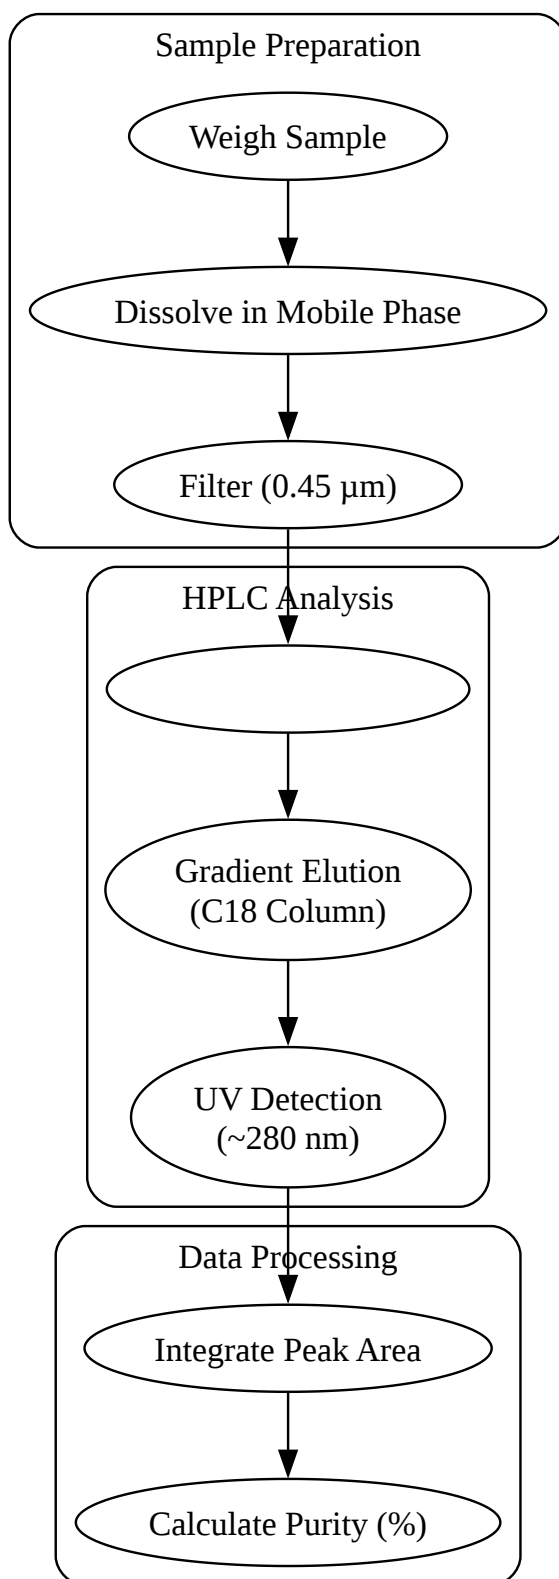 Sample Preparation
Weigh Sample
Dissolve in Mobile Phase
Filter (0.45 µm)
HPLC Analysis
Gradient Elution
(C18 Column)
UV Detection
(~280 nm)
Data Processing
Integrate Peak Area
Calculate Purity (%)